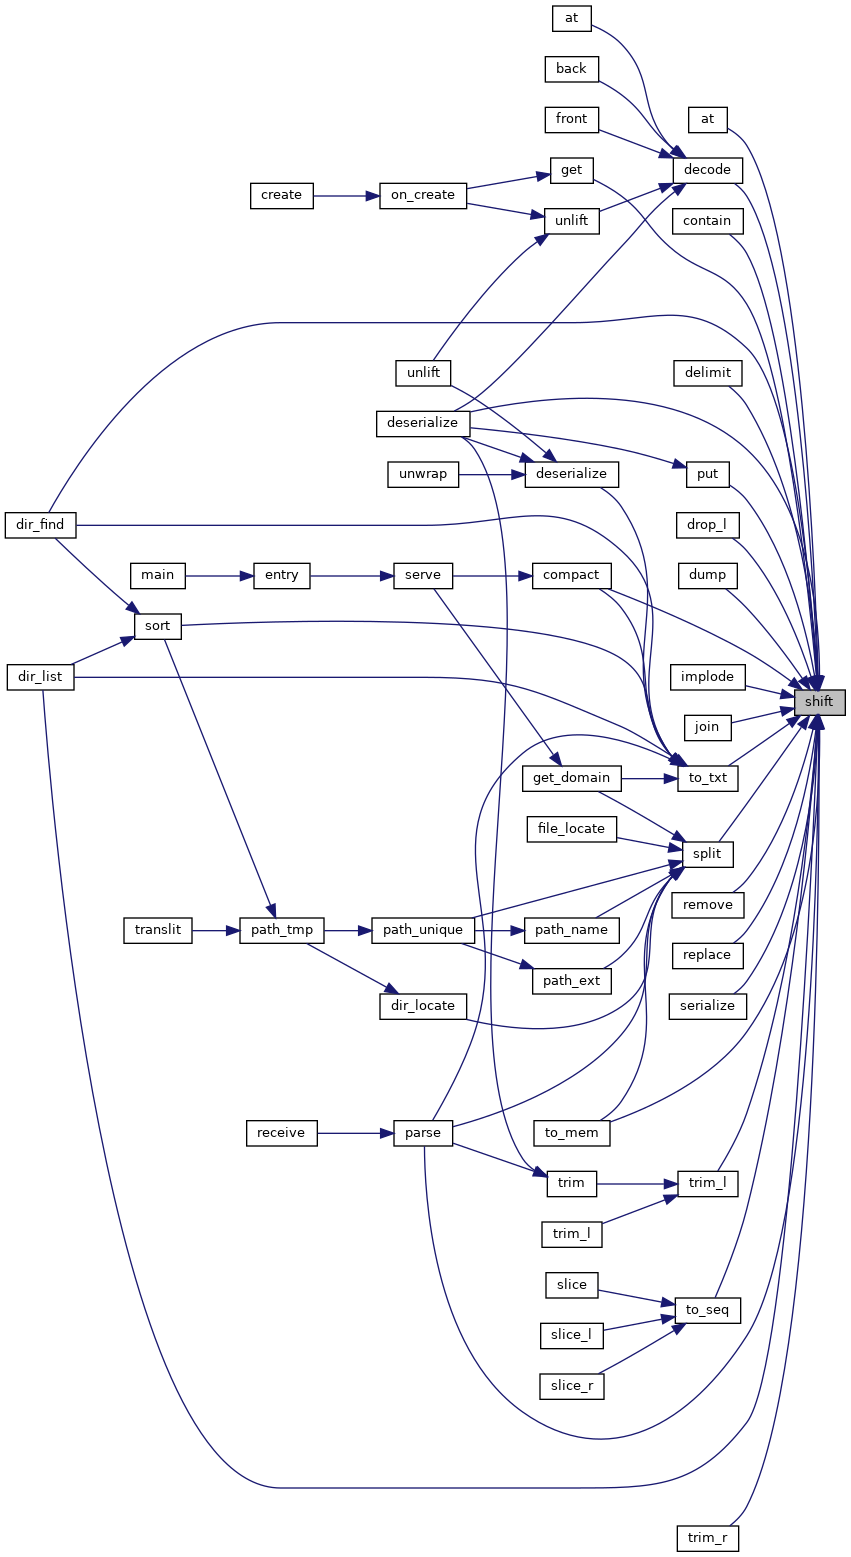 at
back
front
at
get
decode
create
on_create
unlift
contain
unlift
delimit
deserialize
unwrap
deserialize
put
dir_find
drop_l
main
entry
serve
compact
dump
sort
dir_list
implode
shift
join
get_domain
to_txt
file_locate
split
remove
translit
path_tmp
path_unique
path_name
replace
path_ext
dir_locate
serialize
receive
parse
to_mem
trim
trim_l
trim_l
slice
to_seq
slice_l
slice_r
trim_r